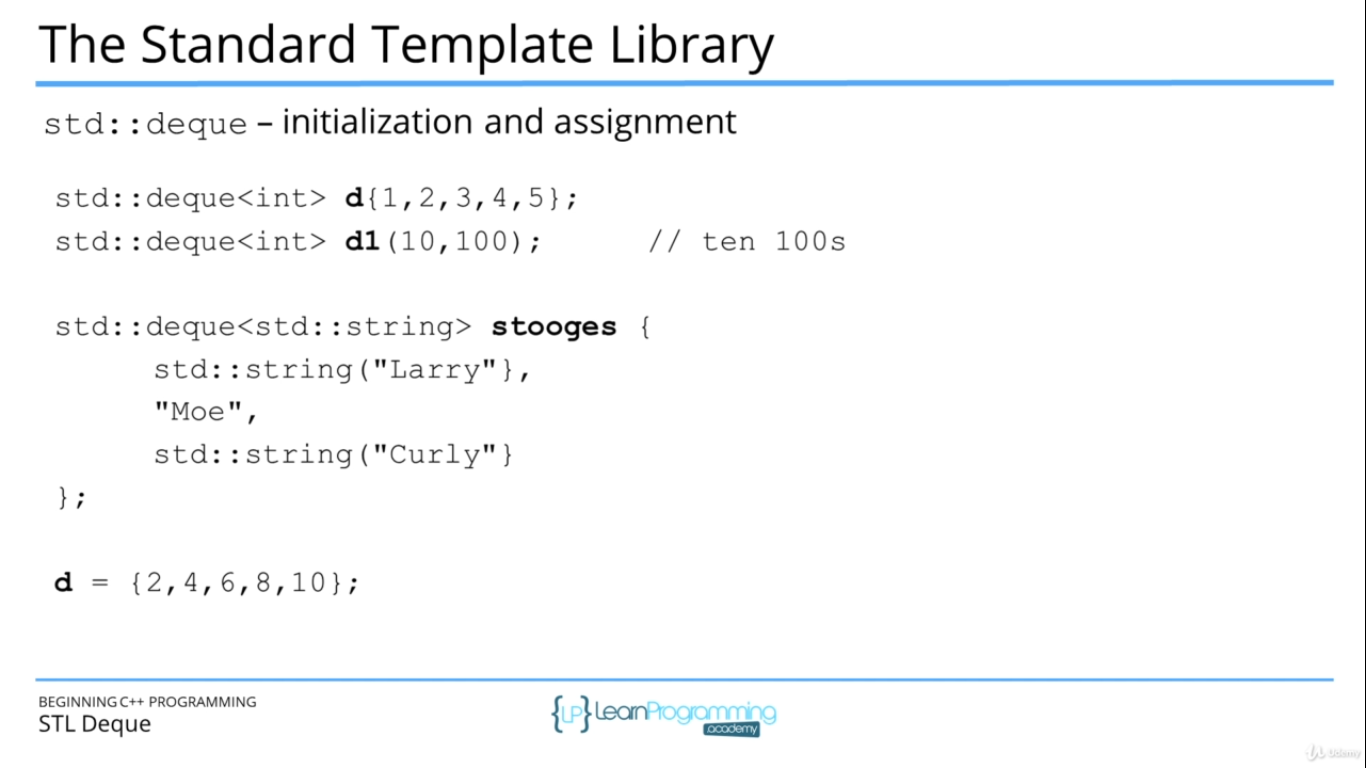 The Standard Template Library
std::deque – initialization and assignment
std::deque<int> d{1,2,3,4,5};
std::deque<int> d1(10,100);      // ten 100s
std::deque<std::string> stooges {
std::string("Larry"},
"Moe",
std::string("Curly"}
};
d = {2,4,6,8,10};
BEGINNING C++ PROGRAMMING
STL Deque
{LP}LearnProgramming
.academy
Udemy